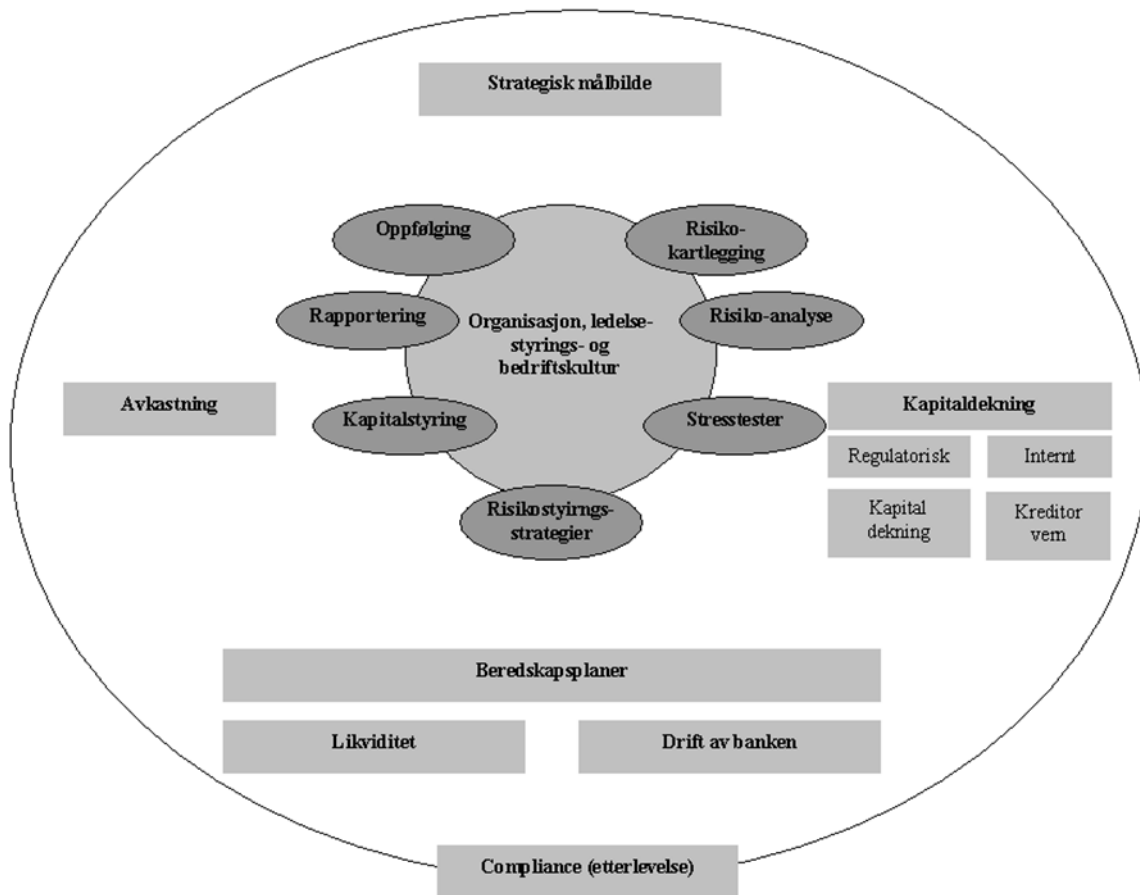 Strategisk målbilde
Oppfølging
Risiko-
kartlegging
Rapportering
Organisasjon, ledelse-
styrings- og
bedriftskultur
Risiko-analyse
Avkastning
Kapitalstyring
Stresstester
Kapitaldekning
Regulatorisk
Internt
Kapital
dekning
Kreditor
vern
Risikostyirngs-
strategier
Beredskapsplaner
Likviditet
Drift av banken
Compliance (etterlevelse)